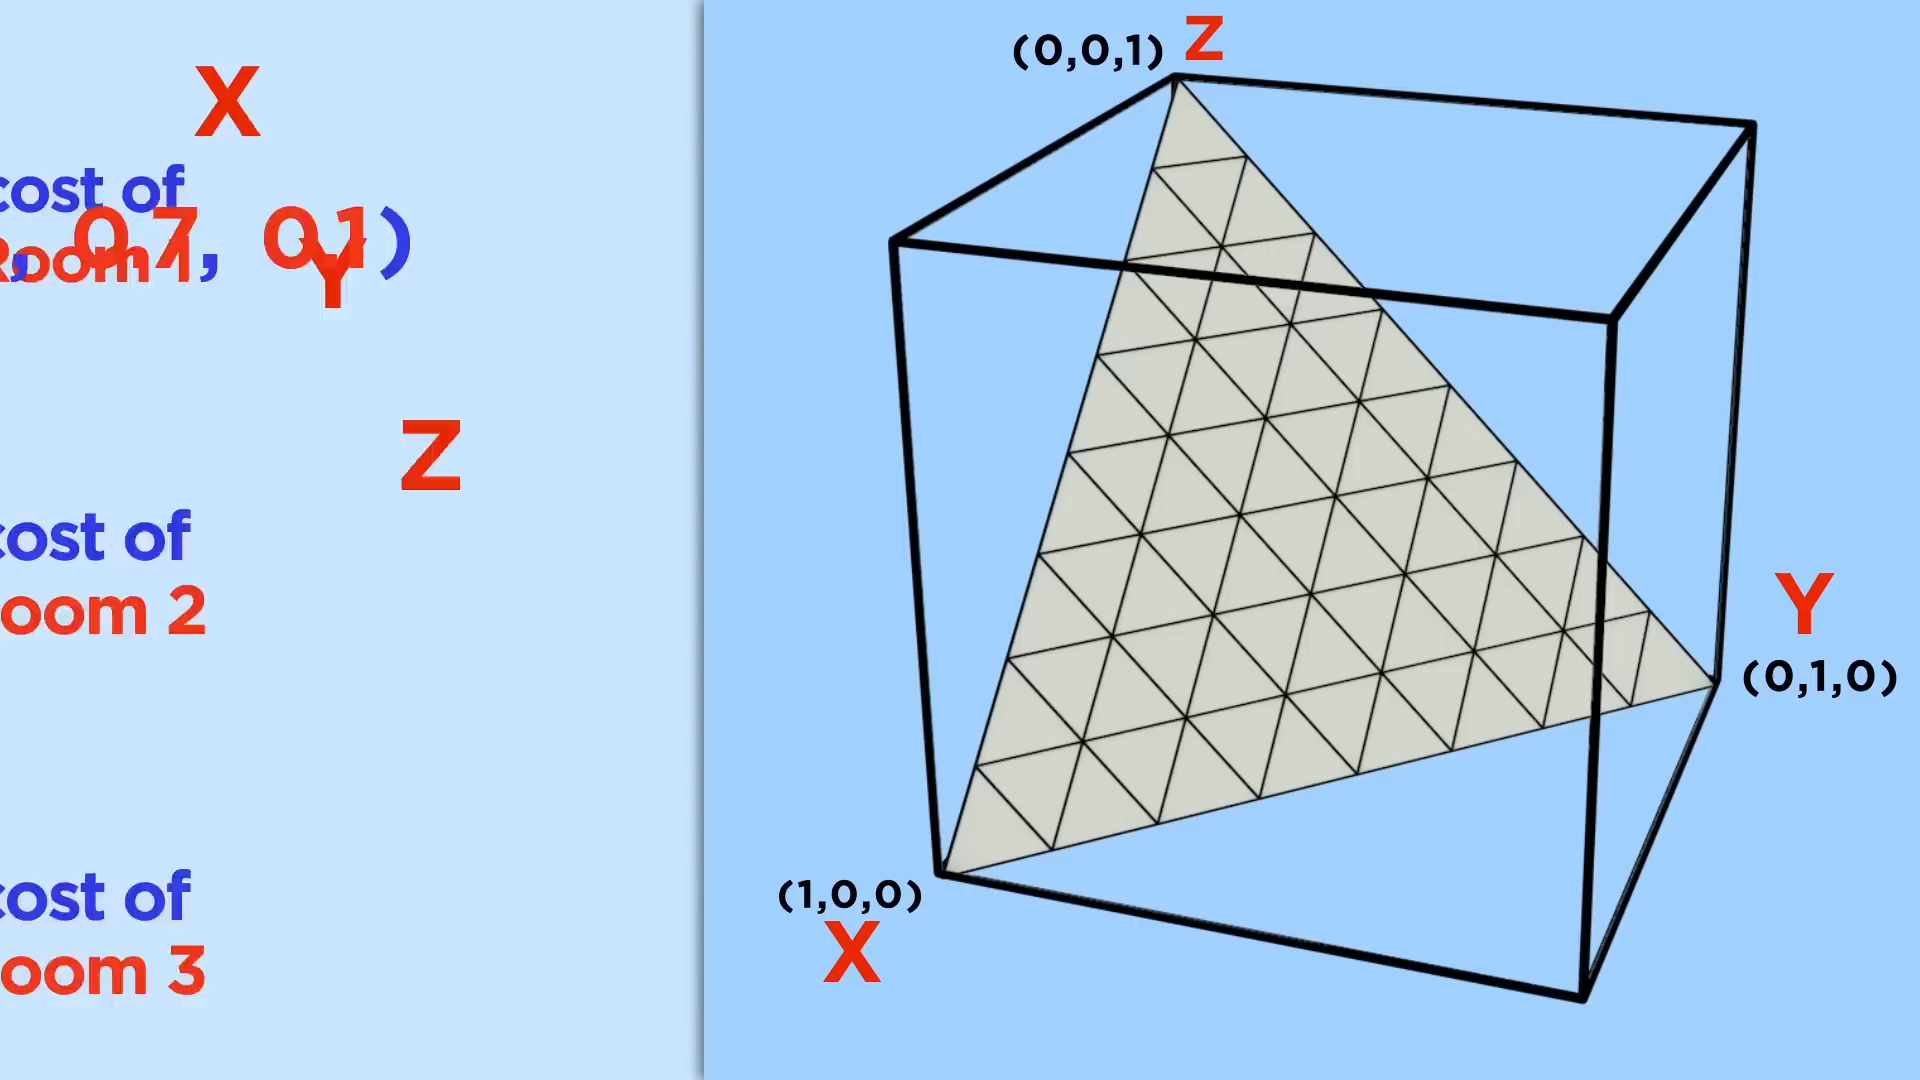 X
cost of
Room 1
, 0.7, 0.1)
Y
Z
cost of
oom 2
cost of
oom 3
(0,0,1) Z
Y
(0,1,0)
(1,0,0)
X